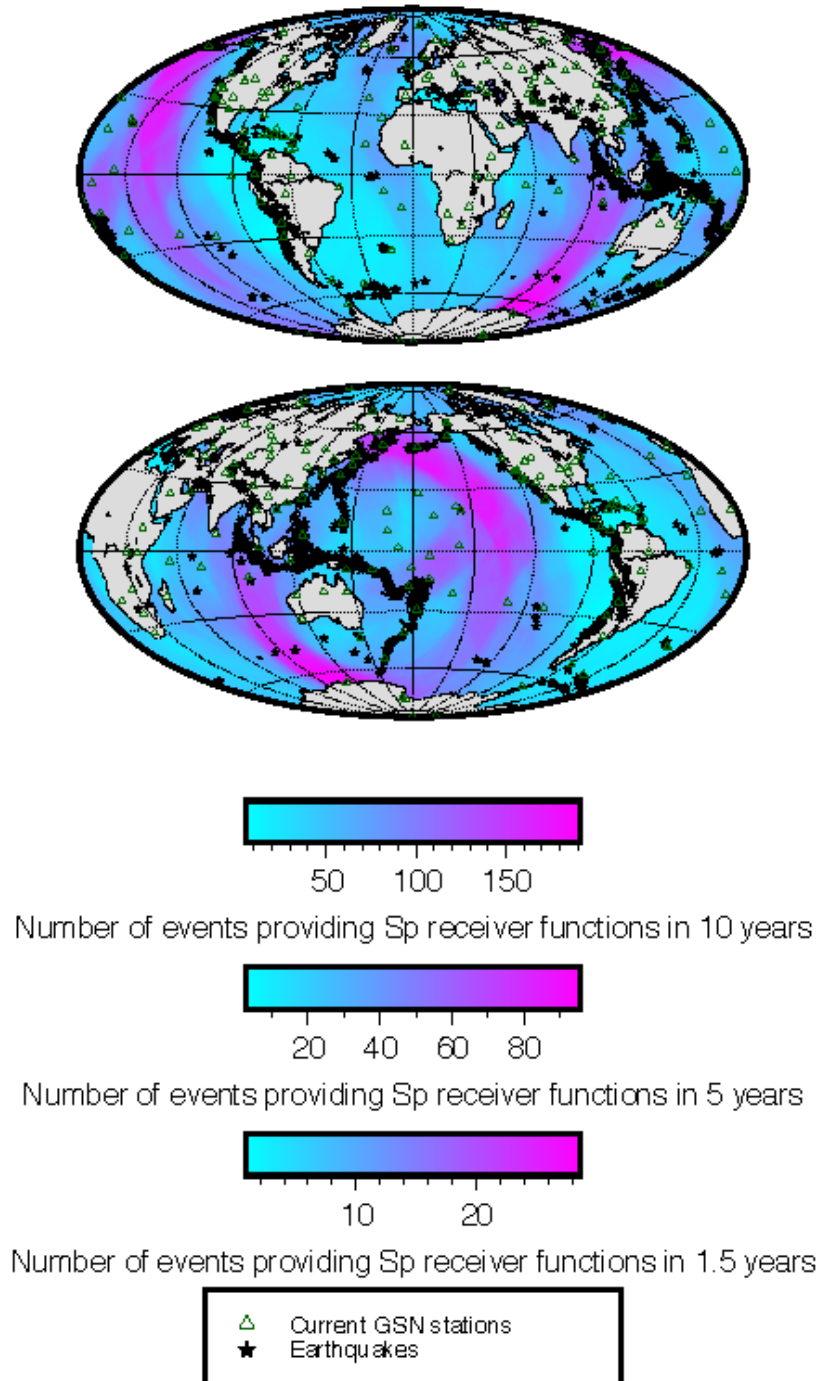 50 100 150
Number of events providing Sp receiver functions in 10 years
20 40 60 80
Number of events providing Sp receiver functions in 5 years
10 20
Number of events providing Sp receiver functions in 1.5 years
Current GSN stations
Earthquakes